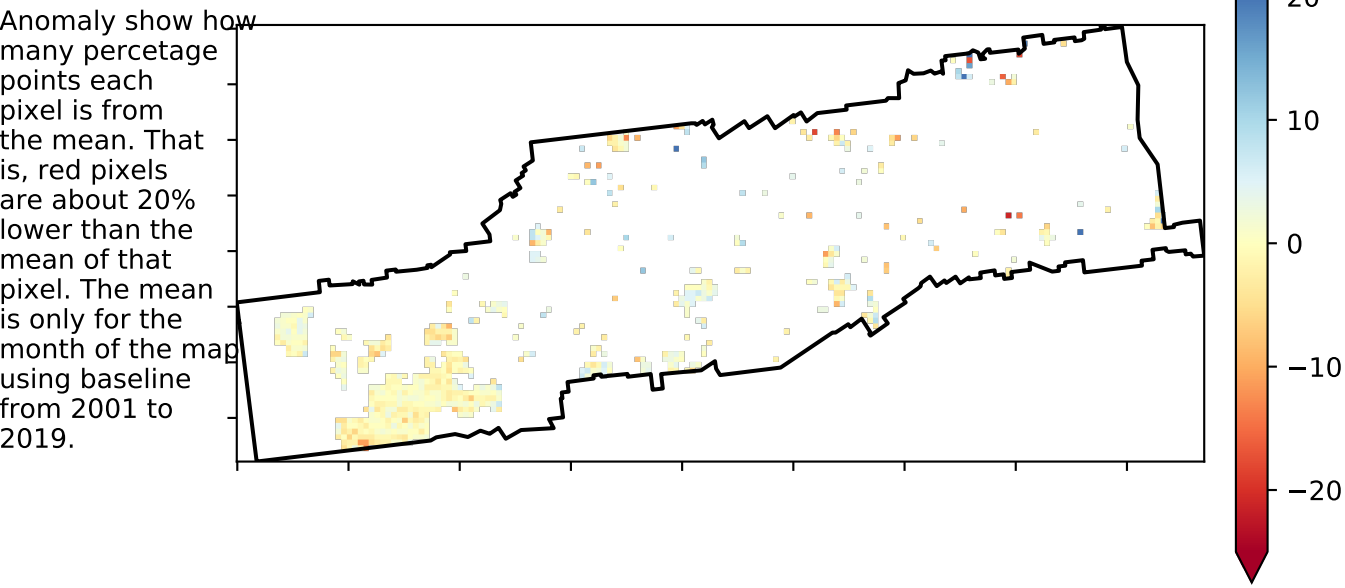 Anomaly show how
many percetage
points each
pixel is from
the mean. That
is, red pixels
are about 20%
lower than the
mean of that
pixel. The mean
is only for the
month of the map
using baseline
from 2001 to
2019.
20
10
0
−10
−20